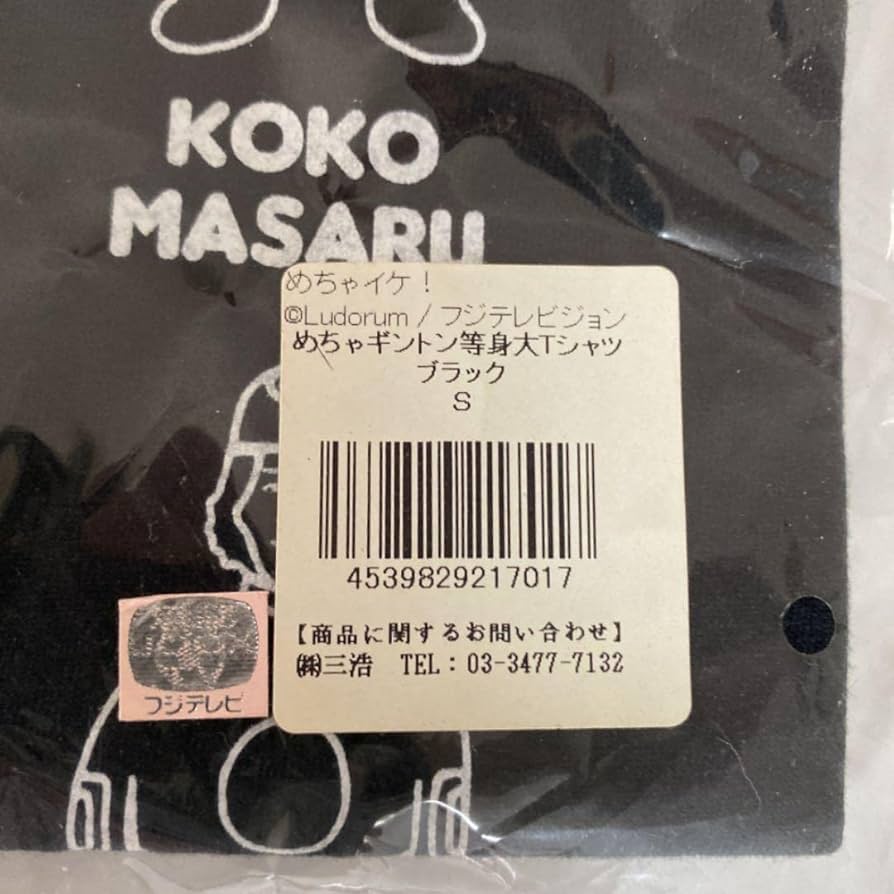 KOKO
MASARU
めちゃイケ！
©Ludorum / フジテレビジョン
めちゃギントン等身大Tシャツ
ブラック
S
4539829217017
【商品に関するお問い合わせ】
㈱三浩　TEL：03-3477-7132
フジテレビ